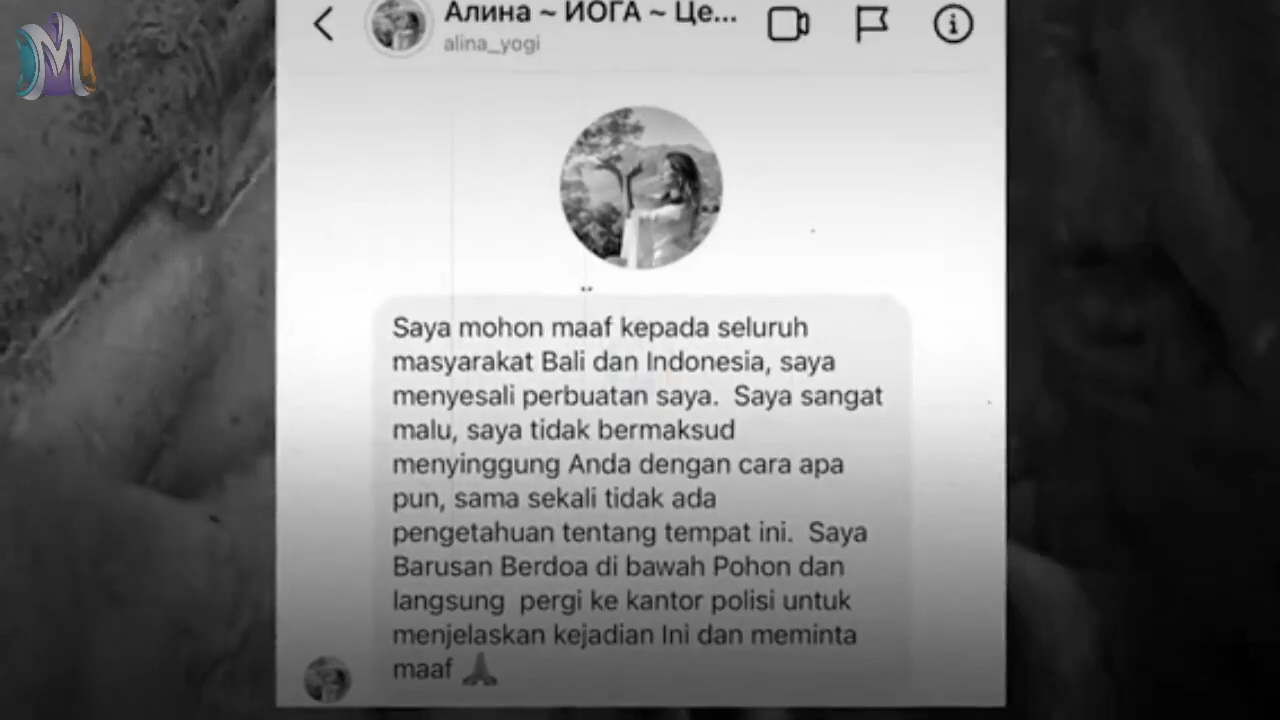 Алина ~ ЙОГА ~ Це...
alina_yogi
Saya mohon maaf kepada seluruh
masyarakat Bali dan Indonesia, saya
menyesali perbuatan saya.  Saya sangat
malu, saya tidak bermaksud
menyinggung Anda dengan cara apa
pun, sama sekali tidak ada
pengetahuan tentang tempat ini.  Saya
Barusan Berdoa di bawah Pohon dan
langsung  pergi ke kantor polisi untuk
menjelaskan kejadian Ini dan meminta
maaf 🙏